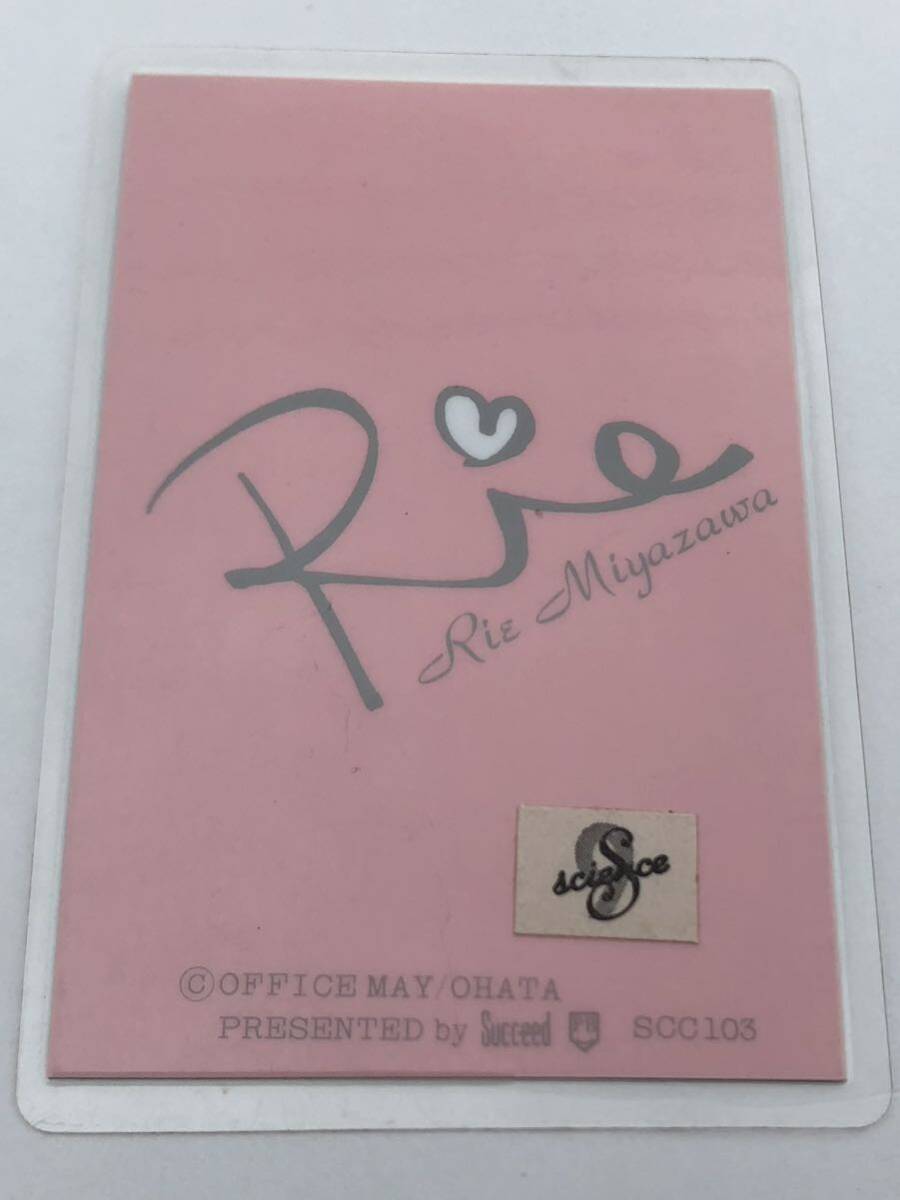 Rie
Rie Miyazawa
science
©OFFICE MAY/OHATA
PRESENTED by Succeed SCC103